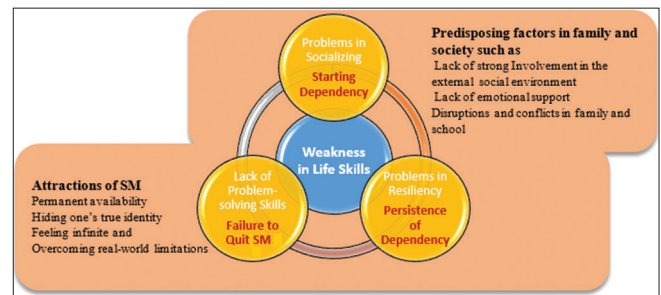 Problems in
Socializing
Starting
Dependency
Predisposing factors in family and
society such as
Lack of strong Involvement in the
external social environment
Lack of emotional support
Disruptions and conflicts in family and
school
Weakness
in Life Skills
Attractions of SM
Permanent availability
Hiding one's true identity
Feeling infinite and
Overcoming real-world limitations
Lack of
Problem-
solving Skills
Failure to
Quit SM
Problems in
Resiliency
Persistence
of
Dependency